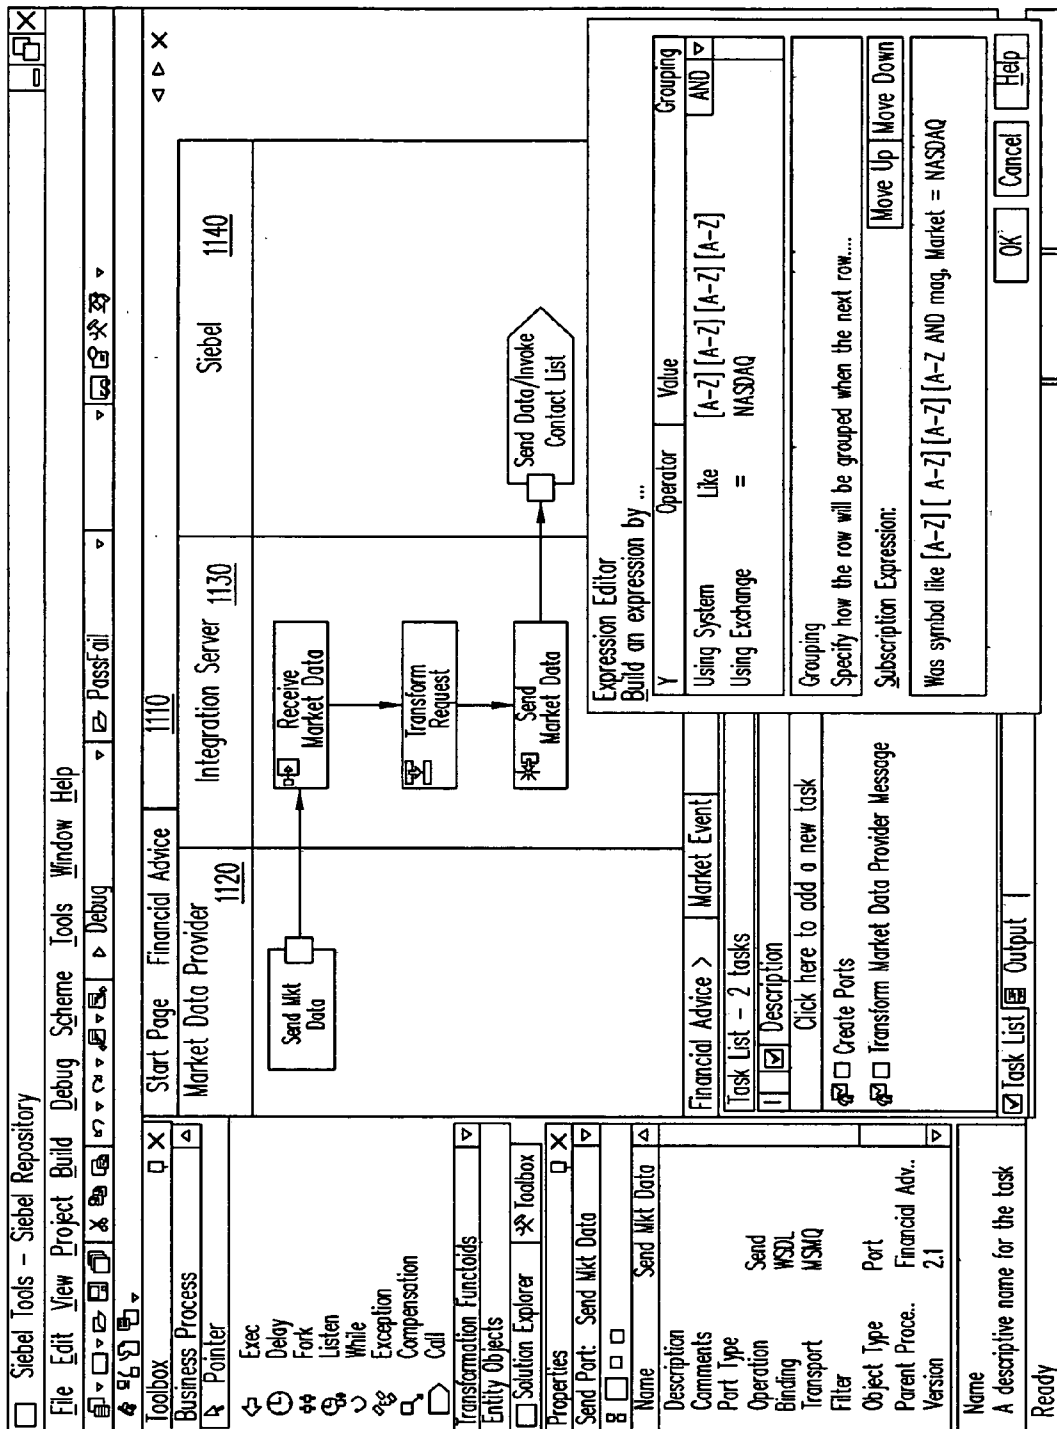 Siebel Tools – Siebel Repository
File Edit View Project Build Debug Scheme Tools Window Help
Debug
PassFail
Toolbox
Business Process
Pointer
Exec
Delay
Fork
Listen
While
Exception
Compensation
Call
Transformation Functoids
Entity Objects
Solution Explorer
Toolbox
Properties
Send Part: Send Mkt Data
Name Send Mkt Data
Description
Comments
Part Type
Operation Send
Binding WSDL
Transport MSMQ
Filter
Object Type Port
Parent Proce.. Financial Adv..
Version 2.1
Name
A descriptive name for the task
Ready
Start Page Financial Advice
1110
Market Data Provider
1120
Integration Server 1130
Siebel 1140
Send Mkt
Data
Receive
Market Data
Transform
Request
Send
Market Data
Send Data/Invoke
Contact List
Financial Advice > Market Event
Task List – 2 tasks
Description
Click here to add a new task
Create Ports
Transform Market Data Provider Message
Task List
Output
Expression Editor
Build an expression by ...
Y Operator Value Grouping
Using System Like [A–Z] [A–Z] [A–Z] [A–Z] AND
Using Exchange = NASDAQ
Grouping
Specify how the row will be grouped when the next row....
Subscription Expression:
Move Up Move Down
Was symbol like [A–Z] [ A–Z] [A–Z] [A–Z AND mag, Market = NASDAQ
OK Cancel Help